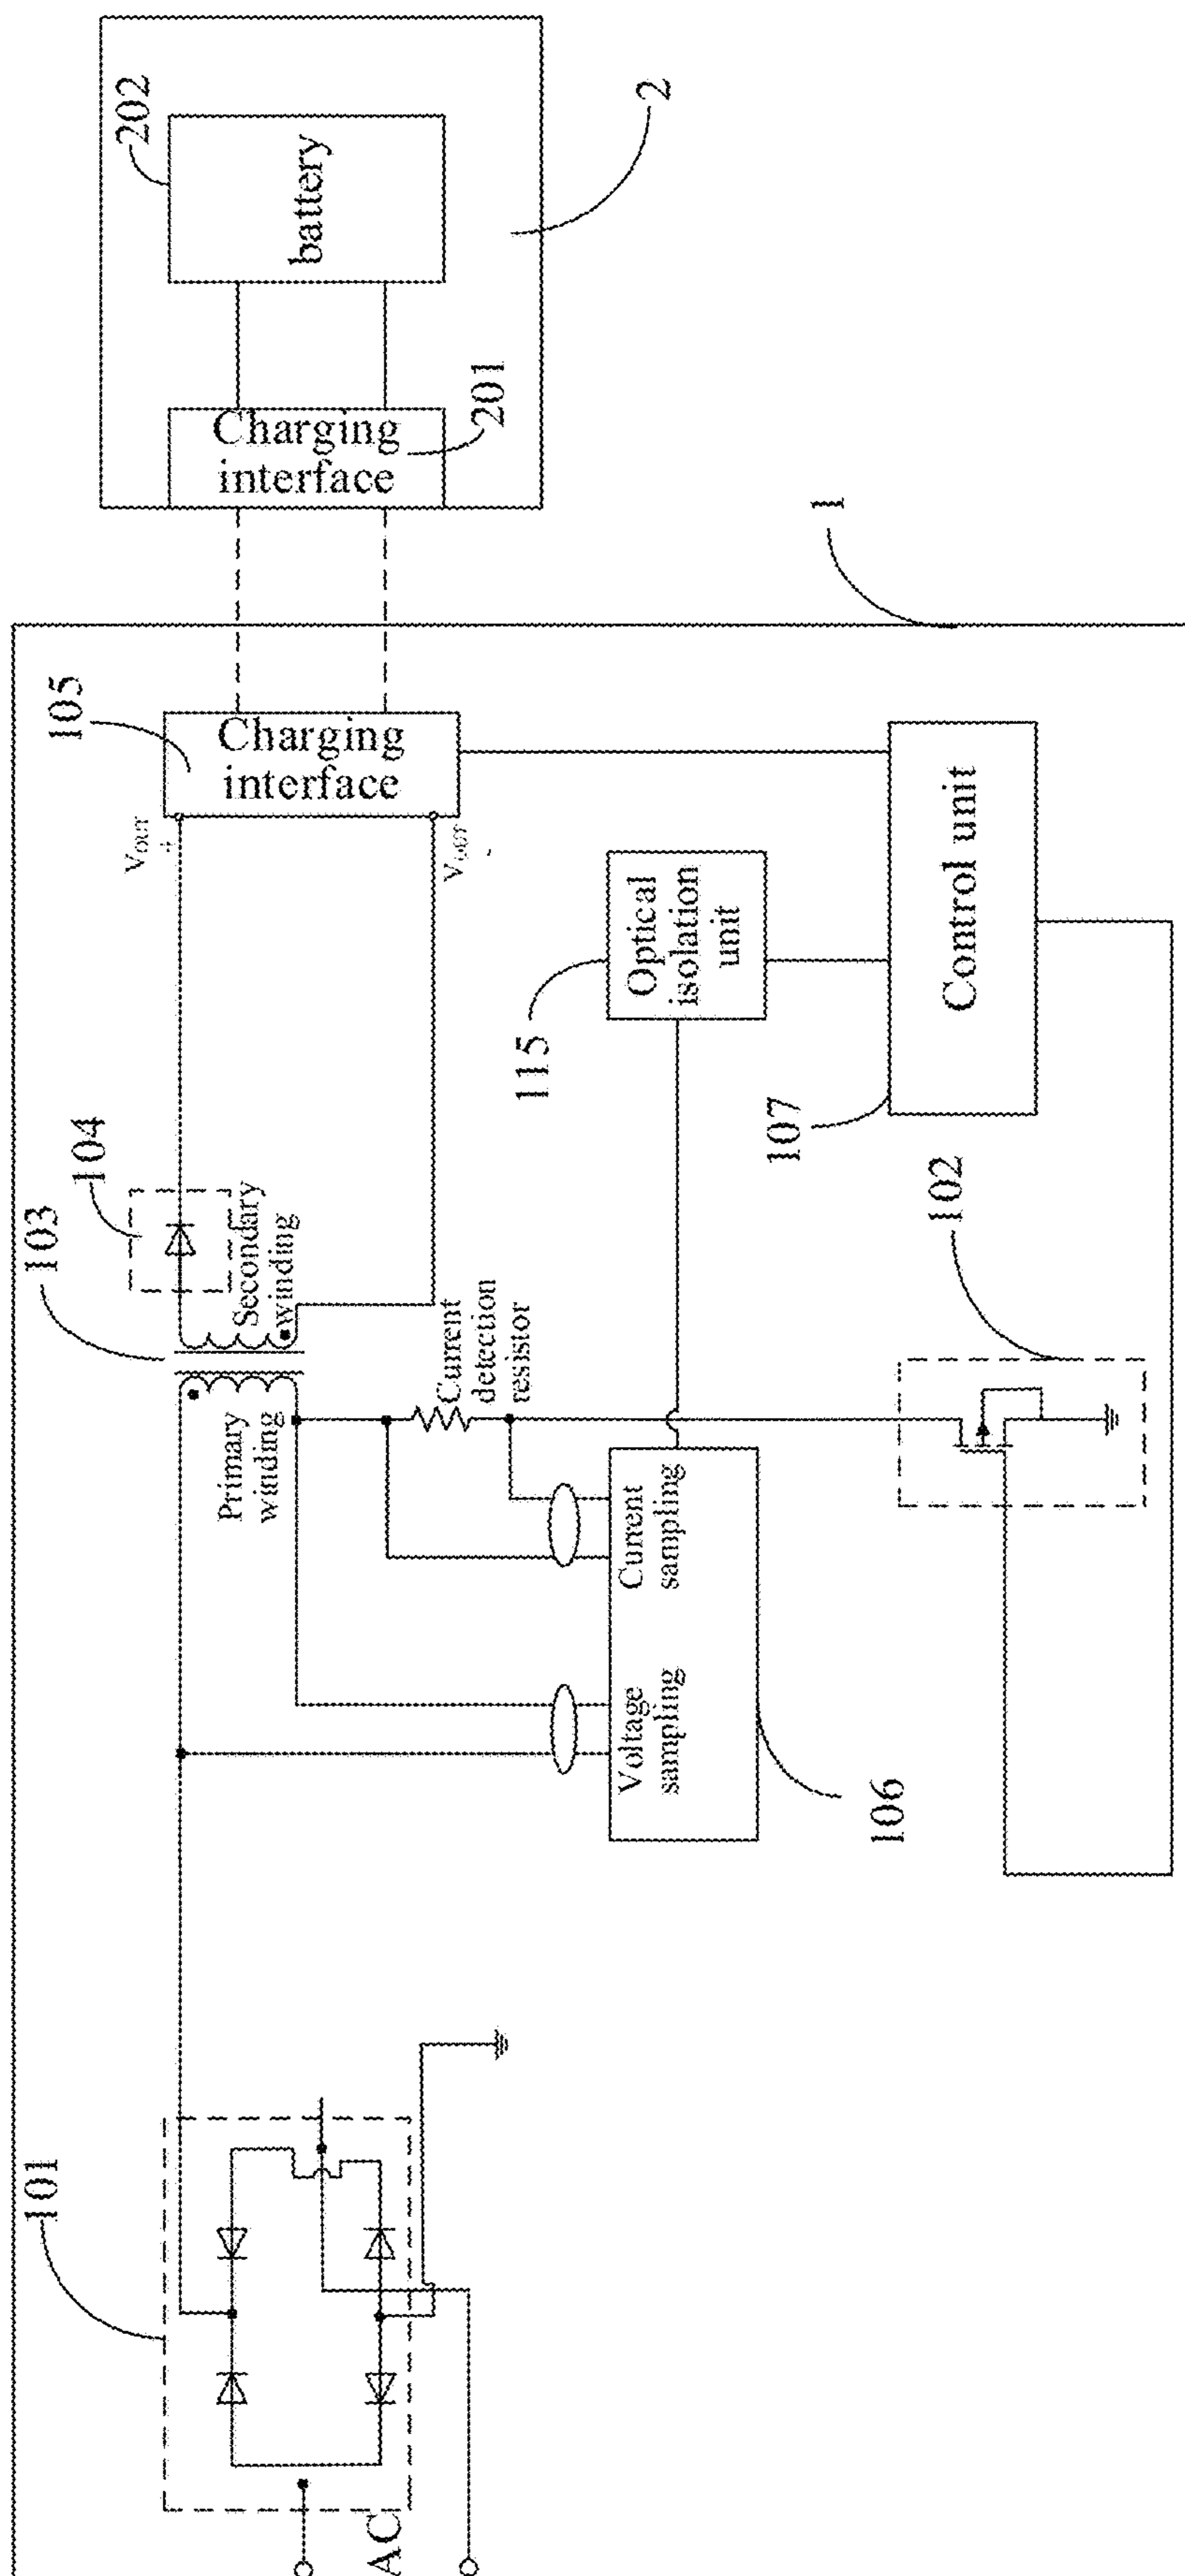 202
battery
2
Charging
interface
201
1
105
Charging
interface
VOUT
+
VOUT
-
Optical
isolation
unit
115
Control unit
107
104
103
Secondary
winding
102
Primary
winding
Current
detection
resistor
Current
sampling
Voltage
sampling
106
101
AC